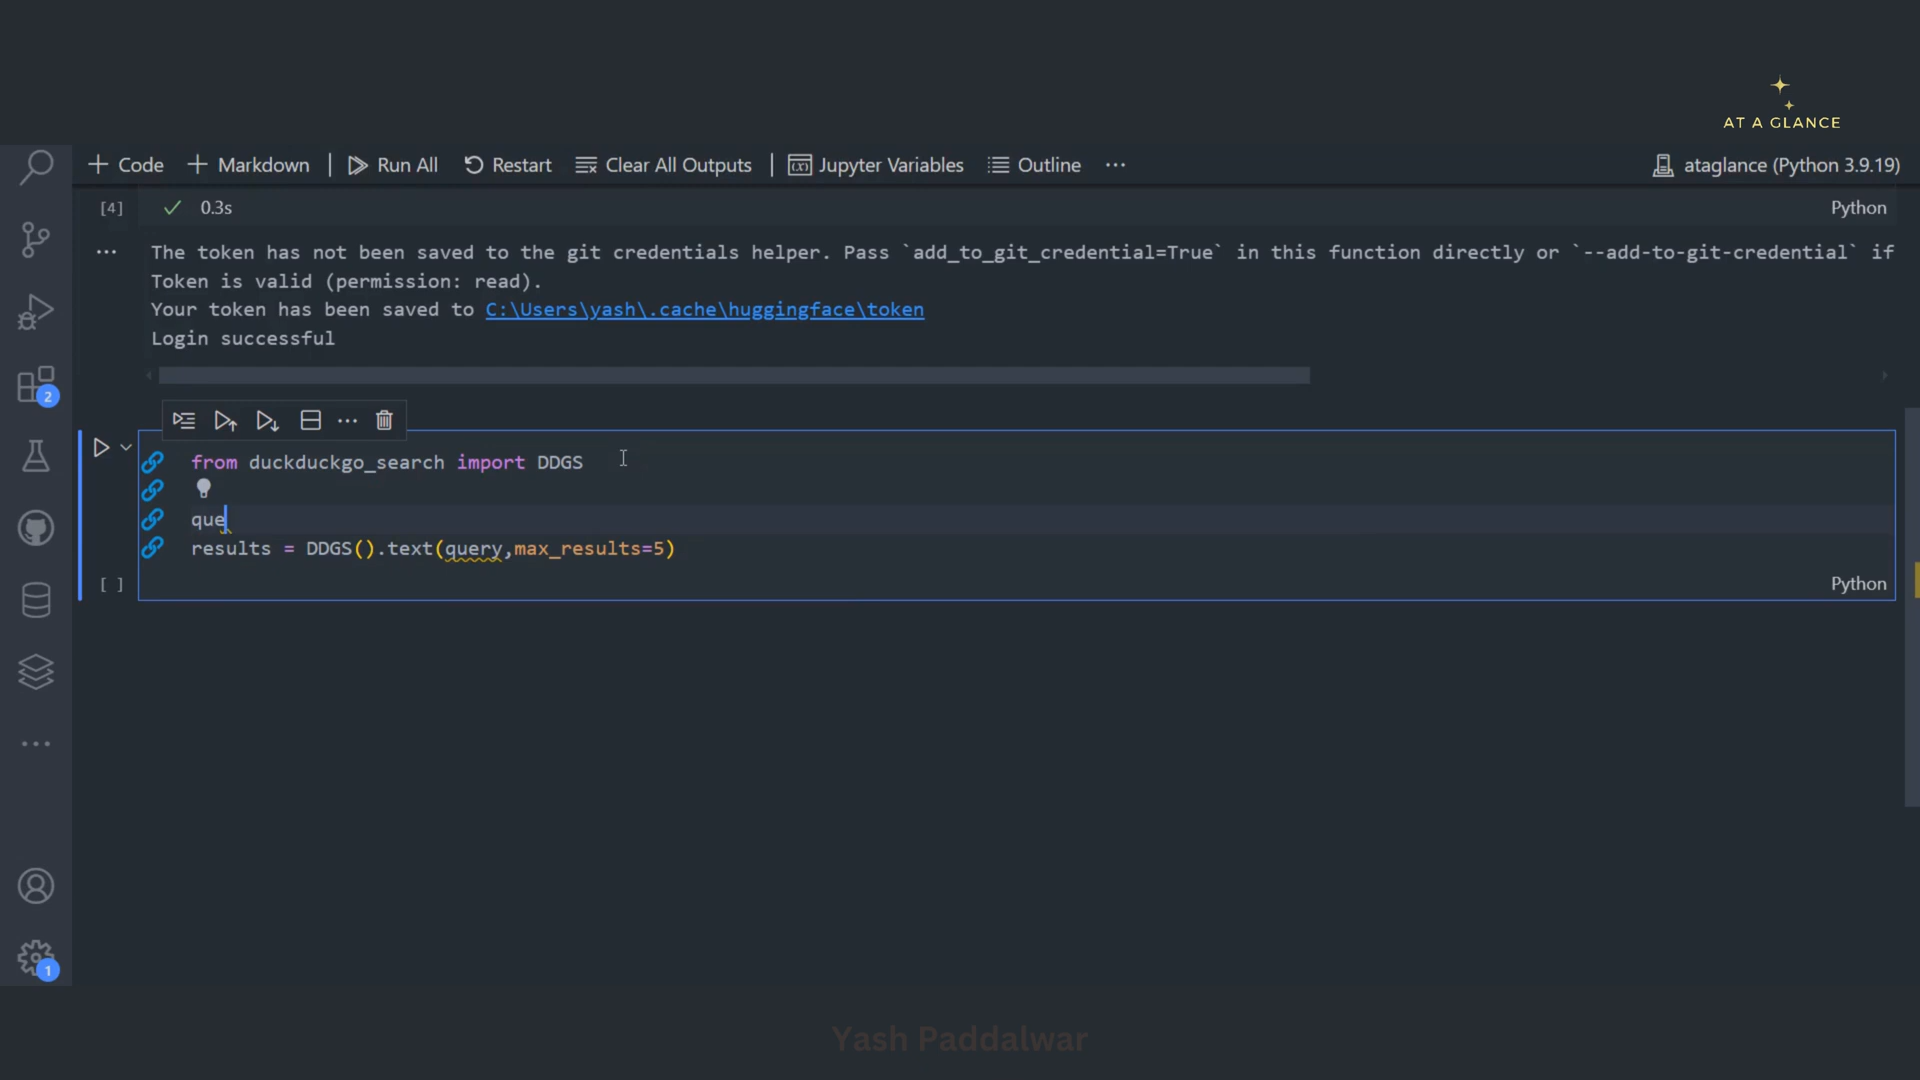 AT A GLANCE
+ Code + Markdown | Run All Restart Clear All Outputs | Jupyter Variables Outline ... ataglance (Python 3.9.19)
[4] ✓ 0.3s Python
... The token has not been saved to the git credentials helper. Pass `add_to_git_credential=True` in this function directly or `--add-to-git-credential` if
Token is valid (permission: read).
Your token has been saved to C:\Users\yash\.cache\huggingface\token
Login successful
2
from duckduckgo_search import DDGS
que
results = DDGS().text(query,max_results=5)
[ ] Python
1
Yash Paddalwar